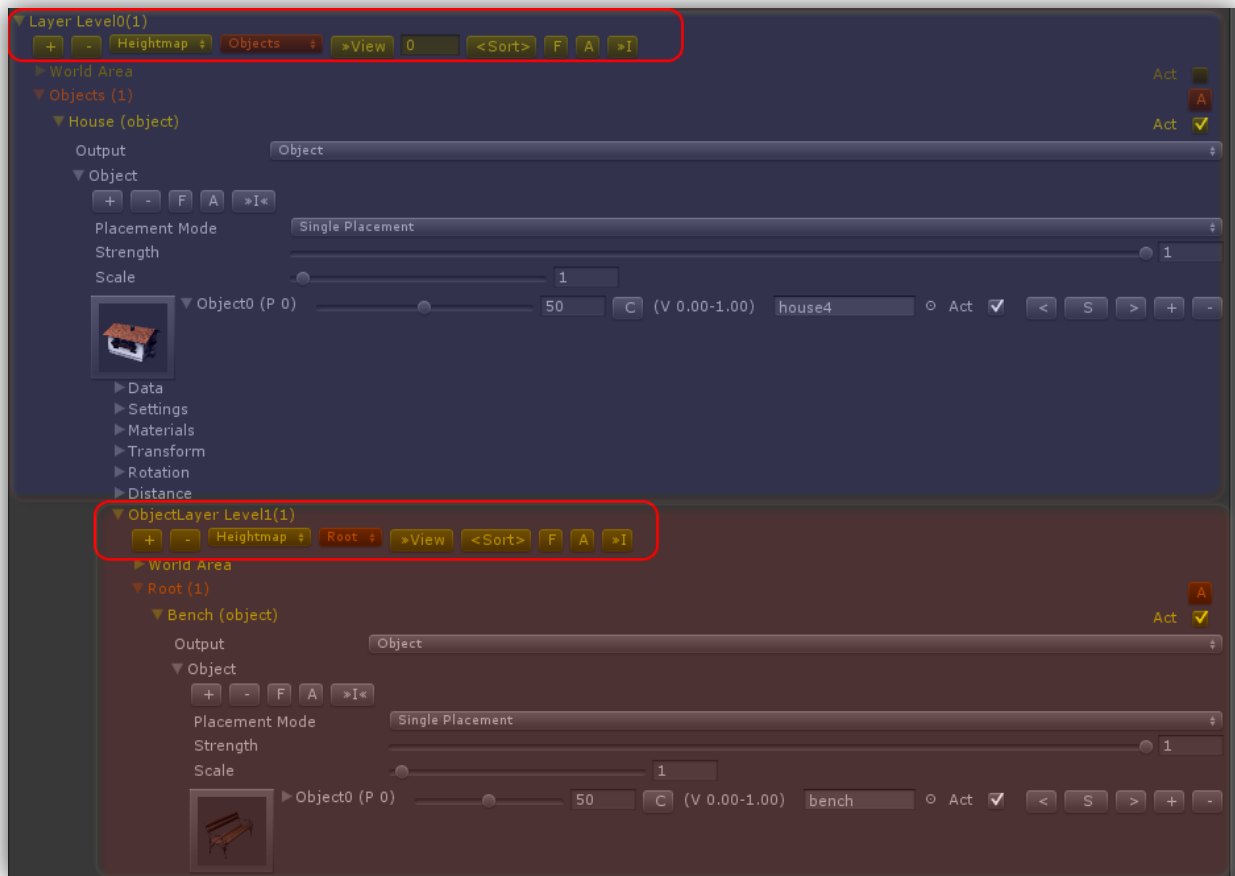 Layer Level0(1)
+ - Heightmap Objects »View 0 <Sort> F A »I
World Area Act
Objects (1) A
House (object) Act
Output Object
Object
+ - F A »I«
Placement Mode Single Placement
Strength 1
Scale 1
Object0 (P 0) 50 C (V 0.00-1.00) house4 Act < S > + -
Data
Settings
Materials
Transform
Rotation
Distance
ObjectLayer Level1(1)
+ - Heightmap Root »View <Sort> F A »I
World Area
Root (1) A
Bench (object) Act
Output Object
Object
+ - F A »I«
Placement Mode Single Placement
Strength 1
Scale 1
Object0 (P 0) 50 C (V 0.00-1.00) bench Act < S > + -